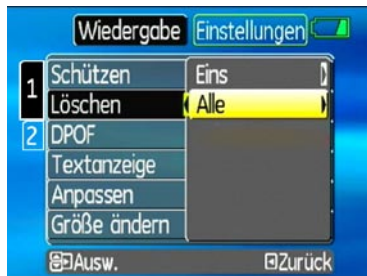 Wiedergabe Einstellungen
1
Schützen Eins
Löschen Alle
2 DPOF
Textanzeige
Anpassen
Größe ändern
Ausw. Zurück